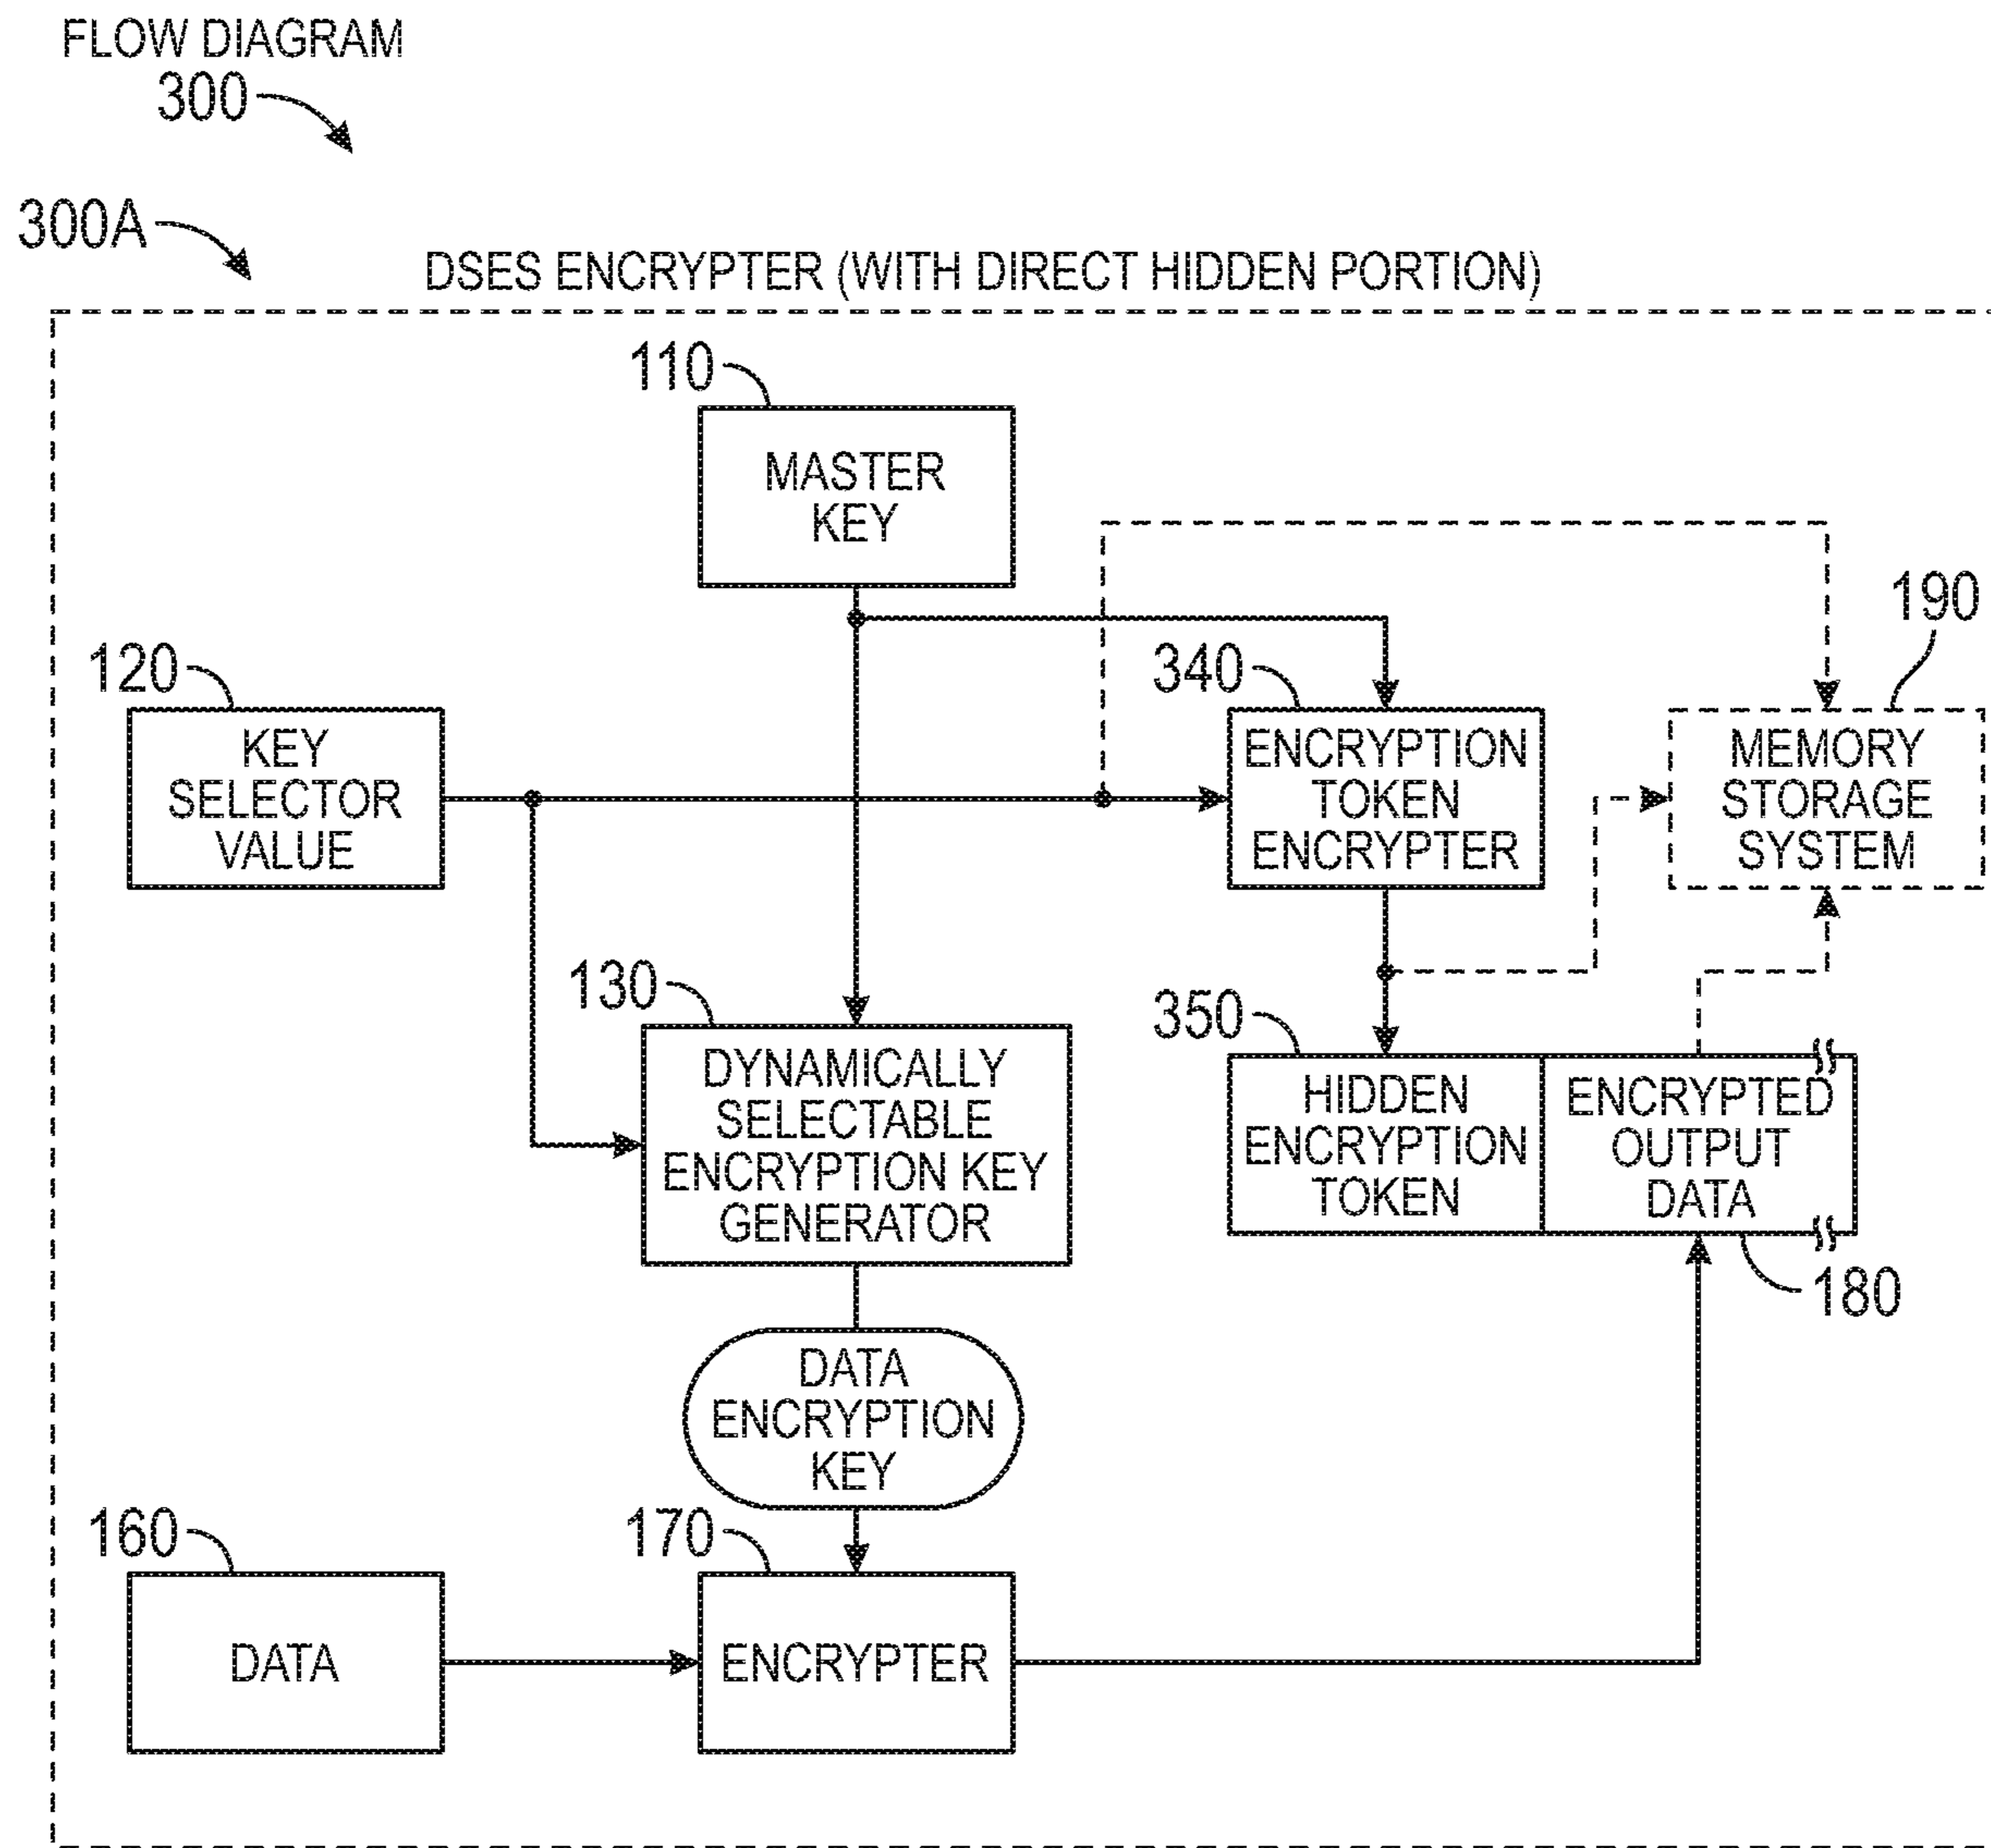 FLOW DIAGRAM
300
300A
DSES ENCRYPTER (WITH DIRECT HIDDEN PORTION)
110
MASTER
KEY
190
120
340
KEY
SELECTOR
VALUE
ENCRYPTION
TOKEN
ENCRYPTER
MEMORY
STORAGE
SYSTEM
130
350
DYNAMICALLY
SELECTABLE
ENCRYPTION KEY
GENERATOR
HIDDEN
ENCRYPTION
TOKEN
ENCRYPTED
OUTPUT
DATA
180
DATA
ENCRYPTION
KEY
160
170
DATA
ENCRYPTER